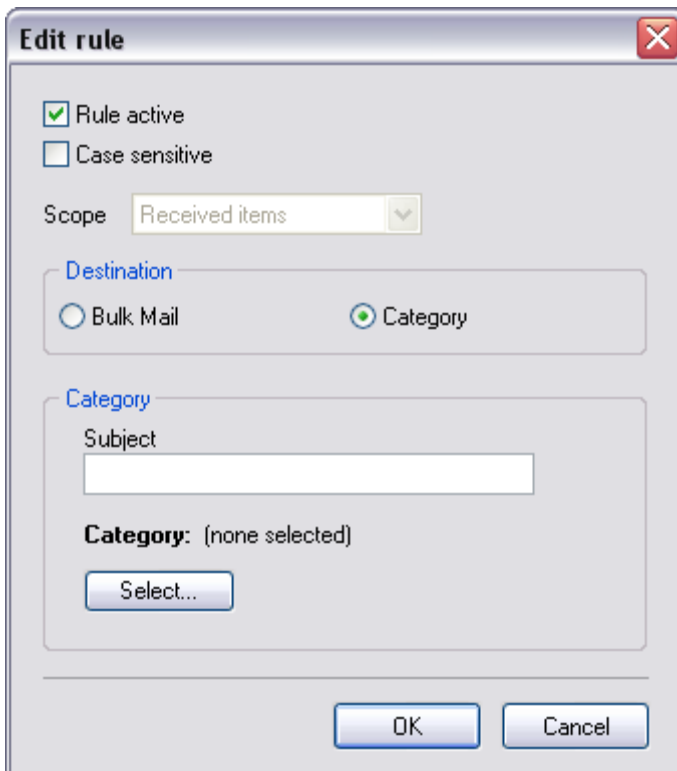 Edit rule
Rule active
Case sensitive
Scope Received items
Destination
Bulk Mail Category
Category
Subject
Category: (none selected)
Select...
OK Cancel